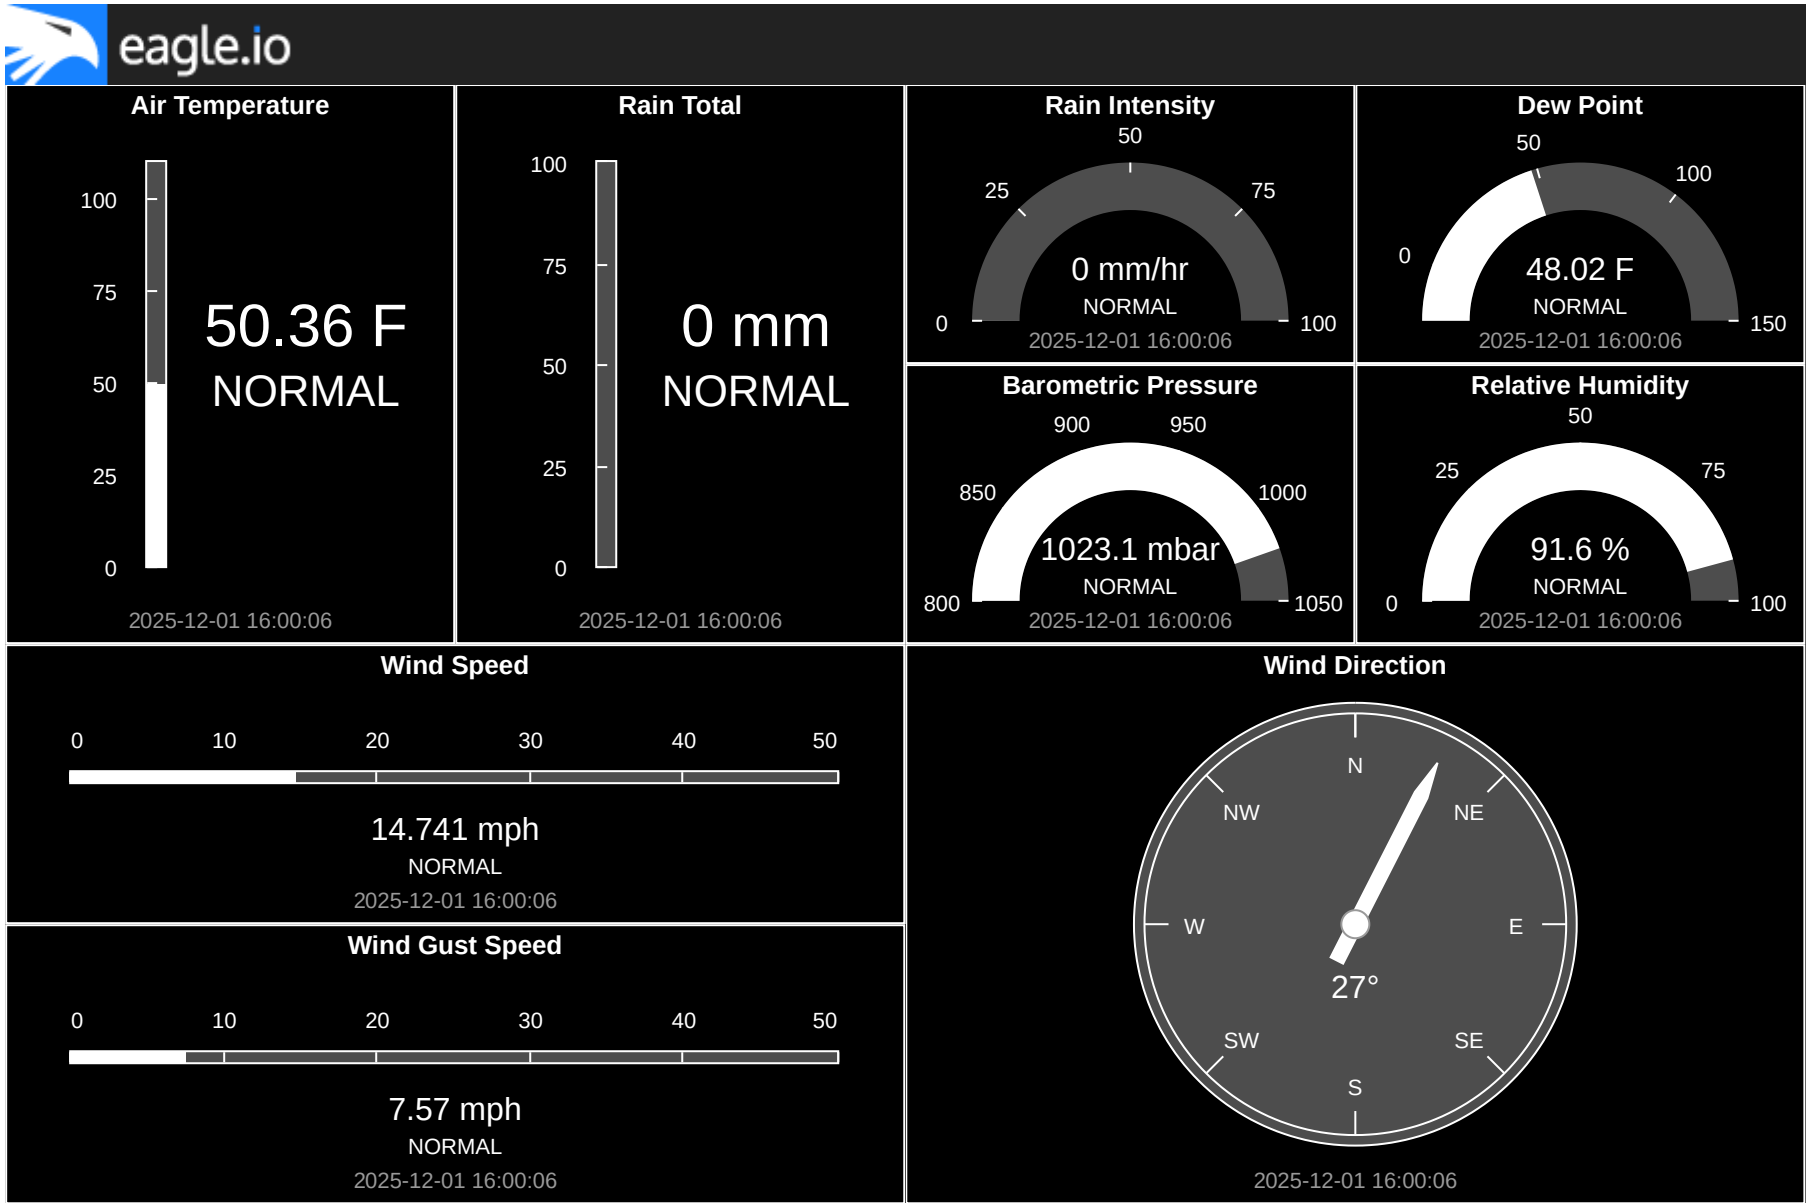 eagle.io
Air Temperature
100
75
50
25
0
50.36 F
NORMAL
2025-12-01 16:00:06
Rain Total
100
75
50
25
0
0 mm
NORMAL
2025-12-01 16:00:06
Rain Intensity
50
25
75
0
100
0 mm/hr
NORMAL
2025-12-01 16:00:06
Dew Point
50
100
0
150
48.02 F
NORMAL
2025-12-01 16:00:06
Barometric Pressure
900
950
850
1000
800
1050
1023.1 mbar
NORMAL
2025-12-01 16:00:06
Relative Humidity
50
25
75
0
100
91.6 %
NORMAL
2025-12-01 16:00:06
Wind Speed
0 10 20 30 40 50
14.741 mph
NORMAL
2025-12-01 16:00:06
Wind Gust Speed
0 10 20 30 40 50
7.57 mph
NORMAL
2025-12-01 16:00:06
Wind Direction
N
NW
NE
W
E
27°
SW
SE
S
2025-12-01 16:00:06